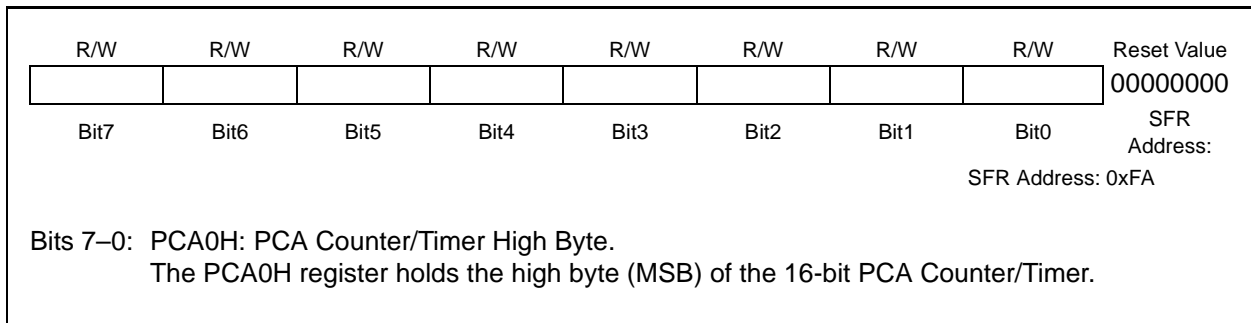 R/W R/W R/W R/W R/W R/W R/W R/W Reset Value
00000000
Bit7 Bit6 Bit5 Bit4 Bit3 Bit2 Bit1 Bit0 SFR
Address:
SFR Address: 0xFA
Bits 7–0: PCA0H: PCA Counter/Timer High Byte.
The PCA0H register holds the high byte (MSB) of the 16-bit PCA Counter/Timer.